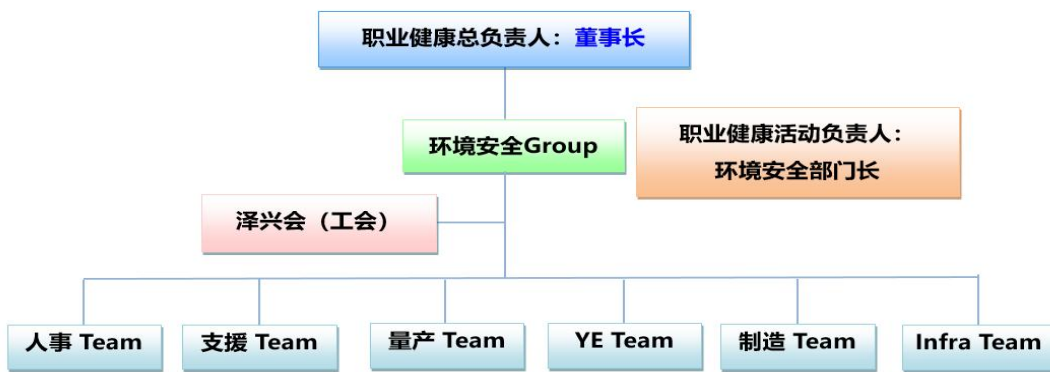 职业健康总负责人：董事长
环境安全Group
职业健康活动负责人：
环境安全部门长
泽兴会（工会）
人事 Team
支援 Team
量产 Team
YE Team
制造 Team
Infra Team